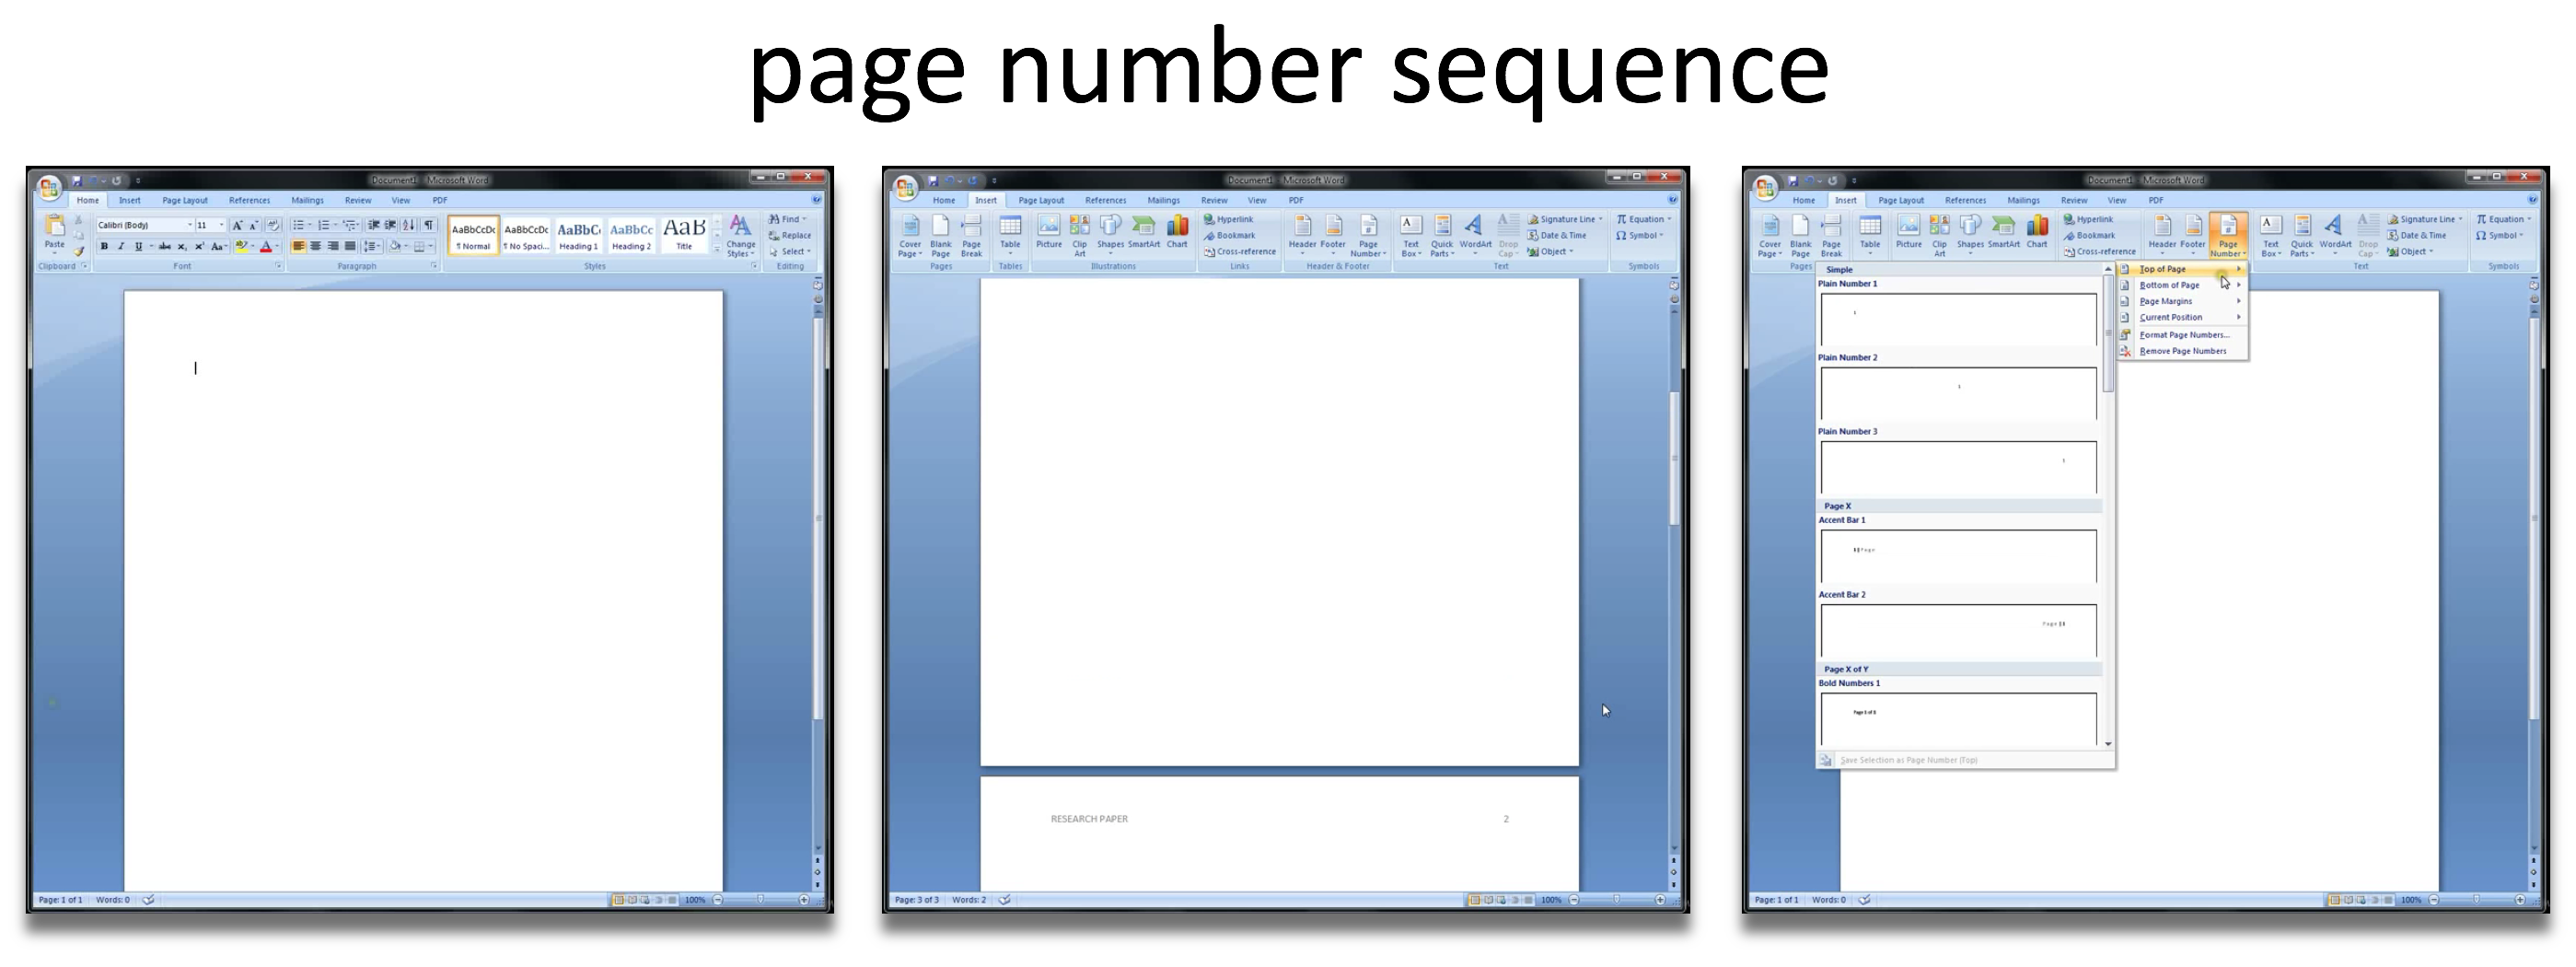 page number sequence
Document1 - Microsoft Word
Home Insert Page Layout References Mailings Review View PDF
Calibri (Body) 11
Paste
B I U abc x₂ x² Aa A
AaBbCcDc AaBbCcDc AaBbC AaBbCc AaB
¶ Normal ¶ No Spaci... Heading 1 Heading 2 Title
Change Styles
Find
Replace
Select
Clipboard Font Paragraph Styles Editing
Page: 1 of 1 Words: 0 100%
Document1 - Microsoft Word
Home Insert Page Layout References Mailings Review View PDF
Cover Page Blank Page Page Break Table Picture Clip Art Shapes SmartArt Chart
Hyperlink
Bookmark
Cross-reference
Header Footer Page Number Text Box Quick Parts WordArt Drop Cap
Signature Line
Date & Time
Object
π Equation
Ω Symbol
Pages Tables Illustrations Links Header & Footer Text Symbols
RESEARCH PAPER 2
Page: 3 of 3 Words: 2 100%
Document1 - Microsoft Word
Home Insert Page Layout References Mailings Review View PDF
Cover Page Blank Page Page Break Table Picture Clip Art Shapes SmartArt Chart
Hyperlink
Bookmark
Cross-reference
Header Footer Page Number Text Box Quick Parts WordArt Drop Cap
Signature Line
Date & Time
Object
π Equation
Ω Symbol
Pages Text Symbols
Simple
Plain Number 1
1
Plain Number 2
1
Plain Number 3
1
Page X
Accent Bar 1
1 | Page
Accent Bar 2
Page | 1
Page X of Y
Bold Numbers 1
Save Selection as Page Number (Top)
Top of Page
Bottom of Page
Page Margins
Current Position
Format Page Numbers...
Remove Page Numbers
Page: 1 of 1 Words: 0 100%